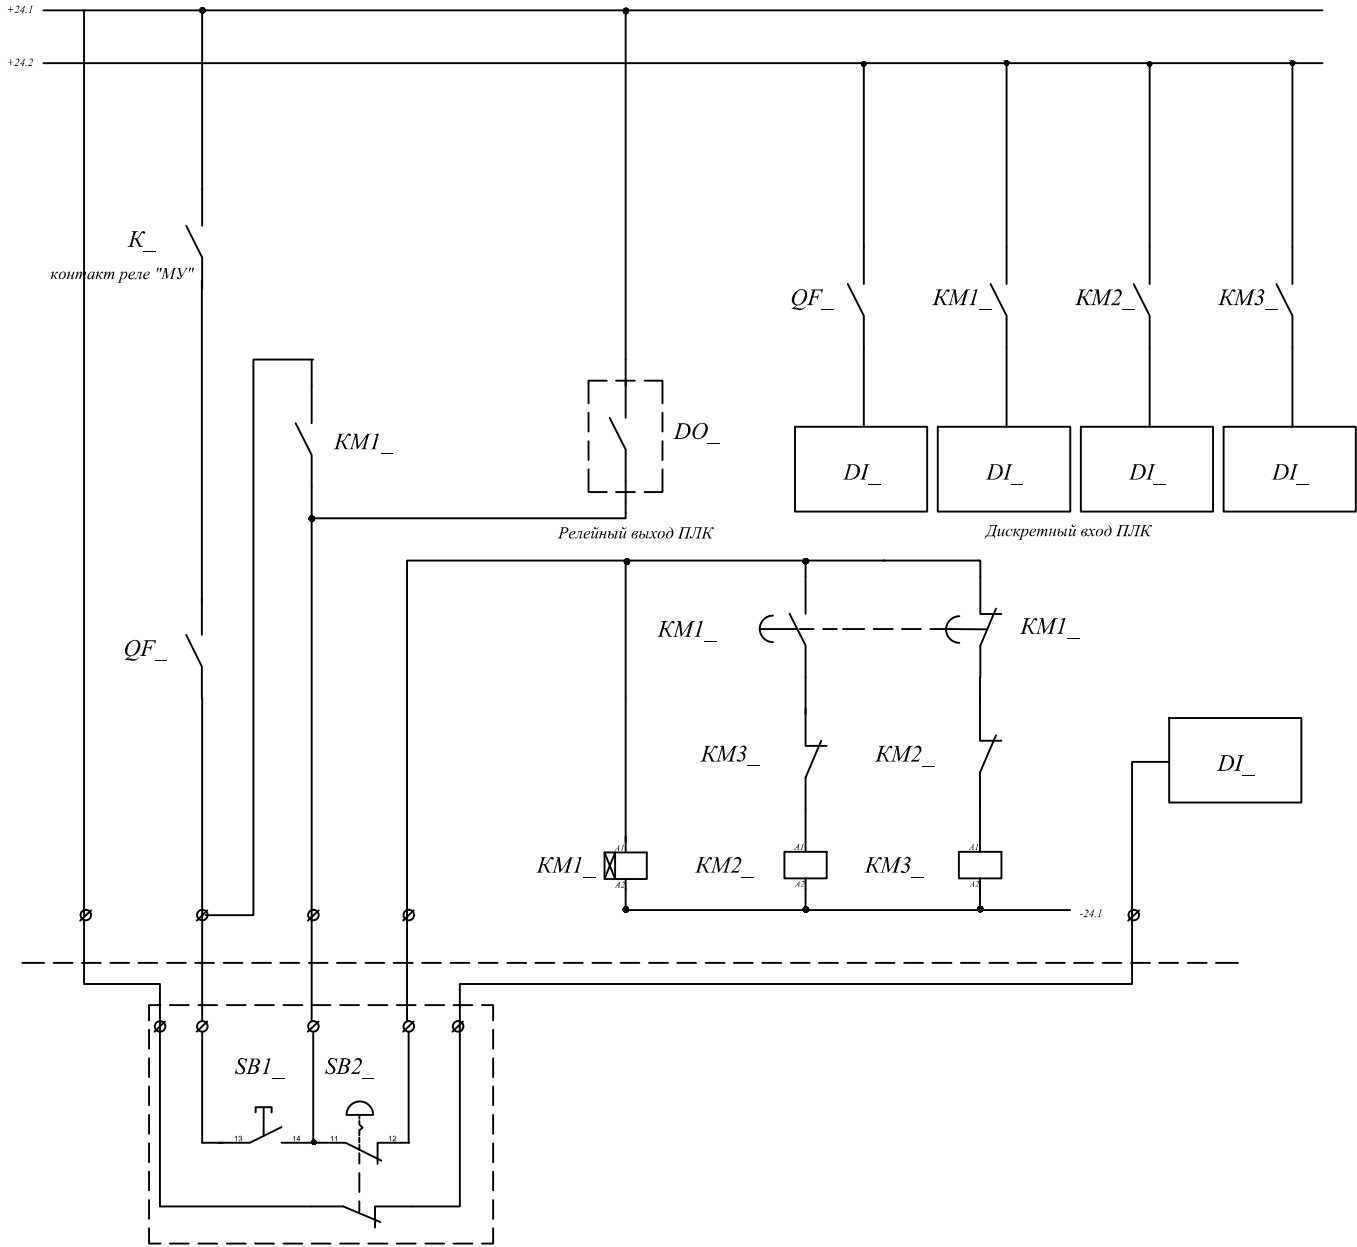 +24.1
+24.2
К_
контакт реле "МУ"
QF_
КМ1_
КМ2_
КМ3_
КМ1_
DO_
DI_
DI_
DI_
DI_
Релейный выход ПЛК
Дискретный вход ПЛК
QF_
КМ1_
КМ1_
КМ3_
КМ2_
DI_
КМ1_
A1
A2
КМ2_
A1
A2
КМ3_
A1
A2
-24.1
SB1_
SB2_
13
14
11
12